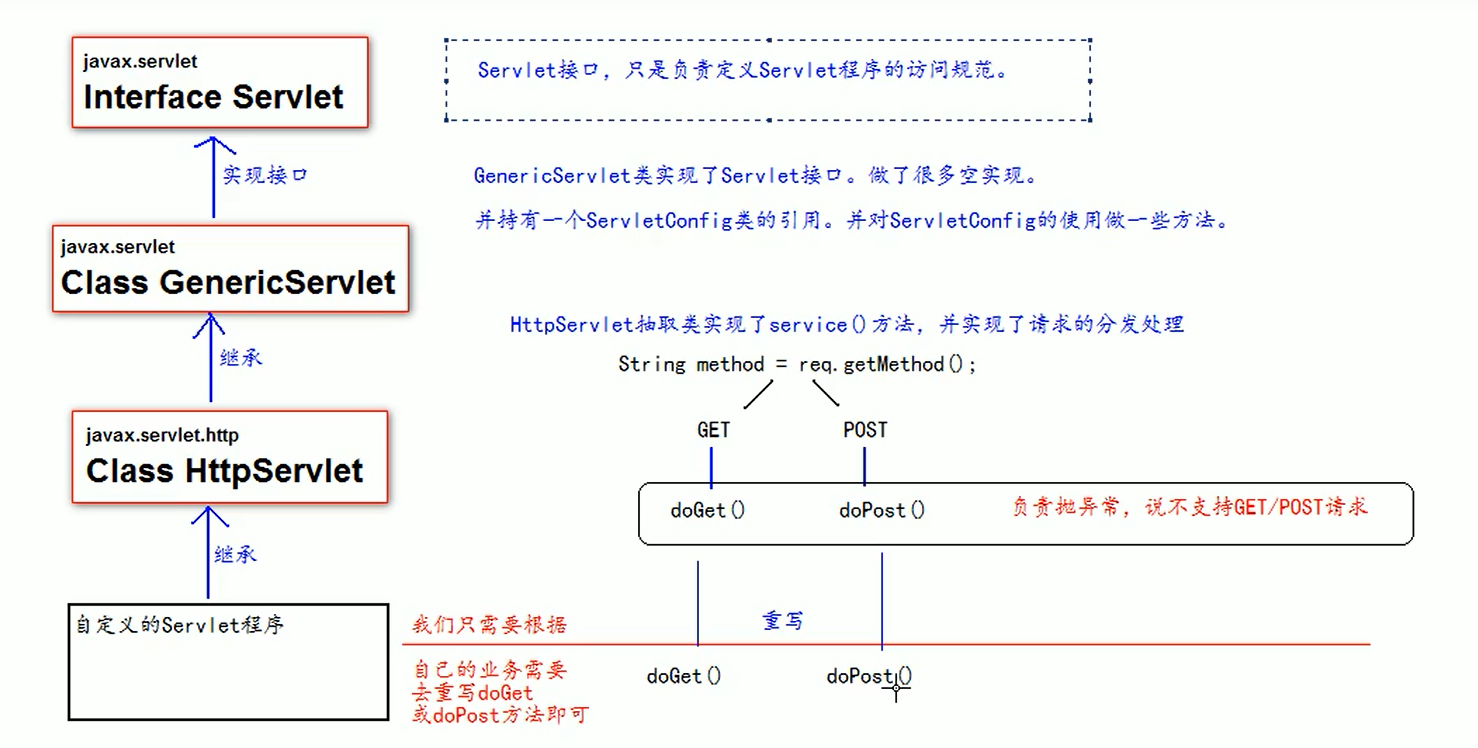 javax.servlet
Interface Servlet
Servlet接口，只是负责定义Servlet程序的访问规范。
实现接口
GenericServlet类实现了Servlet接口。做了很多空实现。
并持有一个ServletConfig类的引用。并对ServletConfig的使用做一些方法。
javax.servlet
Class GenericServlet
继承
HttpServlet抽取类实现了service()方法，并实现了请求的分发处理
String method = req.getMethod();
GET
POST
javax.servlet.http
Class HttpServlet
doGet()
doPost()
负责抛异常，说不支持GET/POST请求
继承
自定义的Servlet程序
我们只需要根据
重写
自己的业务需要
去重写doGet
或doPost方法即可
doGet()
doPost()